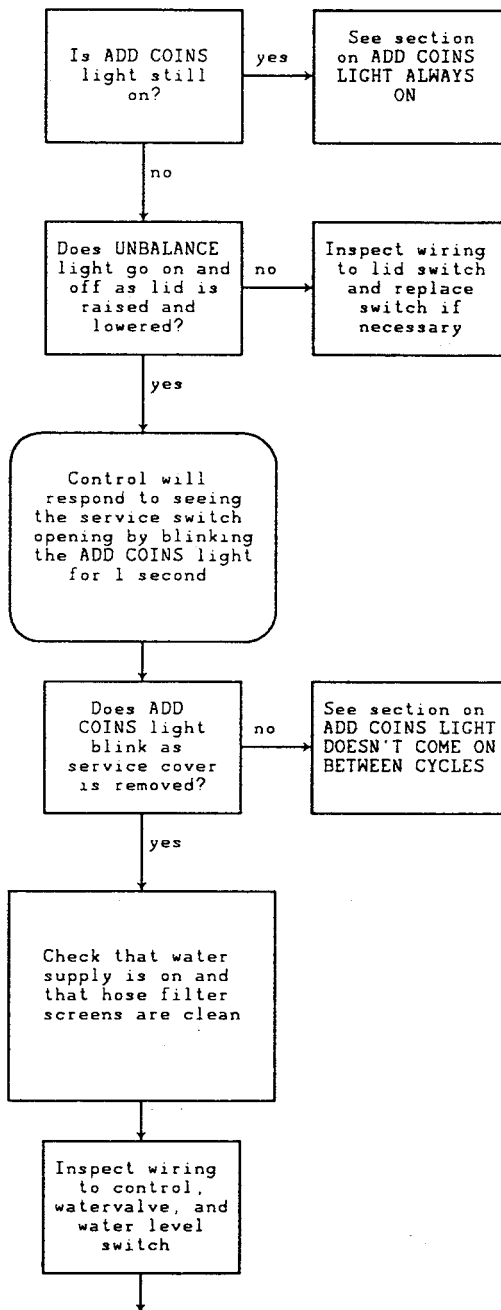 Is ADD COINS
light still
on?
yes
See section
on ADD COINS
LIGHT ALWAYS
ON
no
Does UNBALANCE
light go on and
off as lid is
raised and
lowered?
no
Inspect wiring
to lid switch
and replace
switch if
necessary
yes
Control will
respond to seeing
the service switch
opening by blinking
the ADD COINS light
for 1 second
Does ADD
COINS light
blink as
service cover
is removed?
no
See section on
ADD COINS LIGHT
DOESN'T COME ON
BETWEEN CYCLES
yes
Check that water
supply is on and
that hose filter
screens are clean
Inspect wiring
to control,
watervalve, and
water level
switch